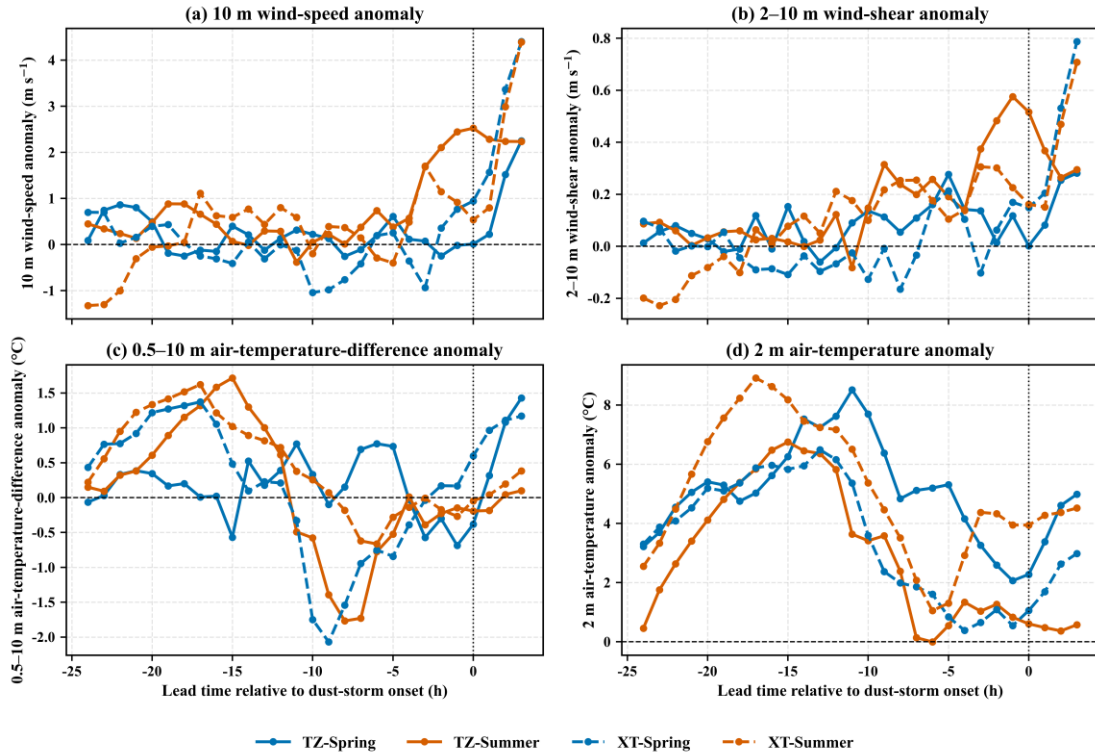 (a) 10 m wind-speed anomaly
10 m wind-speed anomaly (m s⁻¹)
4
3
2
1
0
-1
(b) 2–10 m wind-shear anomaly
2–10 m wind-shear anomaly (m s⁻¹)
0.8
0.6
0.4
0.2
0.0
-0.2
(c) 0.5–10 m air-temperature-difference anomaly
0.5–10 m air-temperature-difference anomaly (°C)
1.5
1.0
0.5
0.0
-0.5
-1.0
-1.5
-2.0
-25 -20 -15 -10 -5 0
Lead time relative to dust-storm onset (h)
(d) 2 m air-temperature anomaly
2 m air-temperature anomaly (°C)
8
6
4
2
0
-25 -20 -15 -10 -5 0
Lead time relative to dust-storm onset (h)
TZ-Spring TZ-Summer XT-Spring XT-Summer